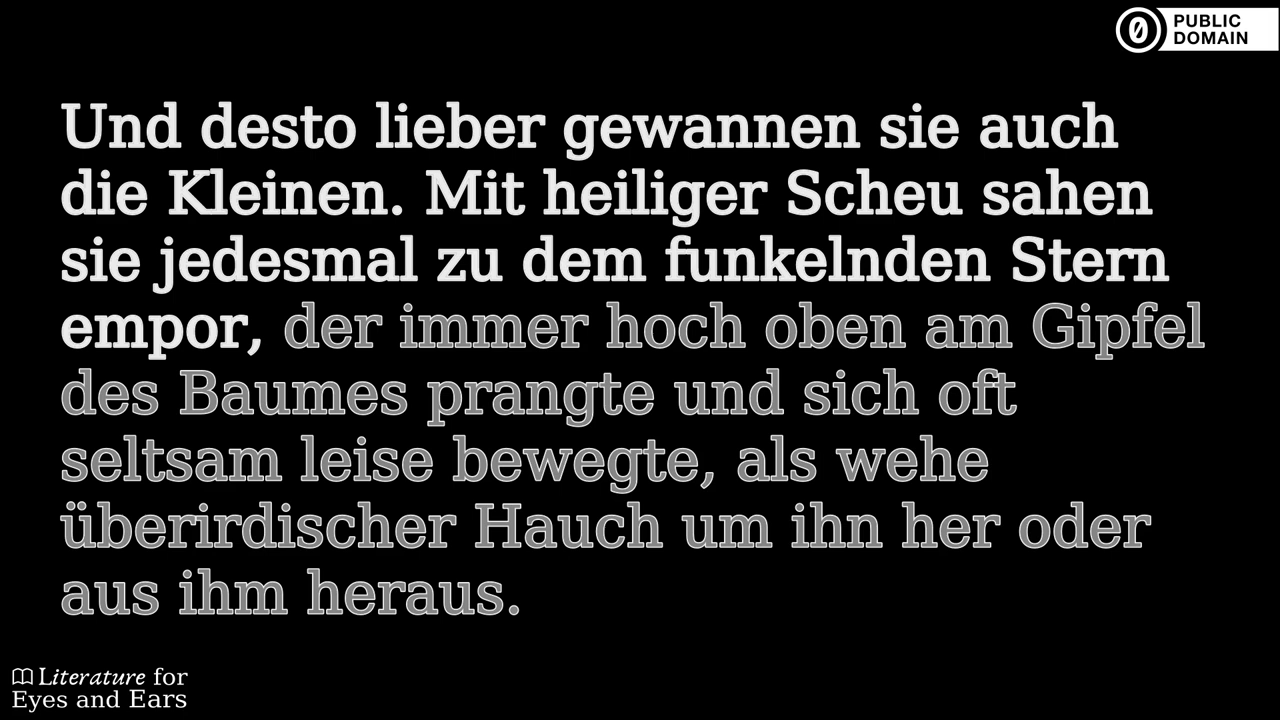 PUBLIC
DOMAIN
Und desto lieber gewannen sie auch
die Kleinen. Mit heiliger Scheu sahen
sie jedesmal zu dem funkelnden Stern
empor, der immer hoch oben am Gipfel
des Baumes prangte und sich oft
seltsam leise bewegte, als wehe
überirdischer Hauch um ihn her oder
aus ihm heraus.
Literature for
Eyes and Ears